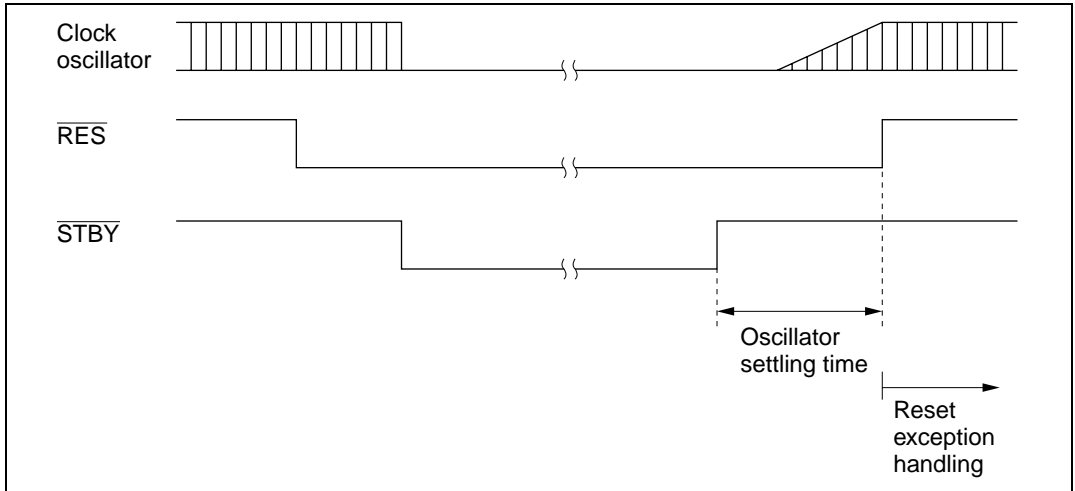 Clock
oscillator
RES
STBY
Oscillator
settling time
Reset
exception
handling